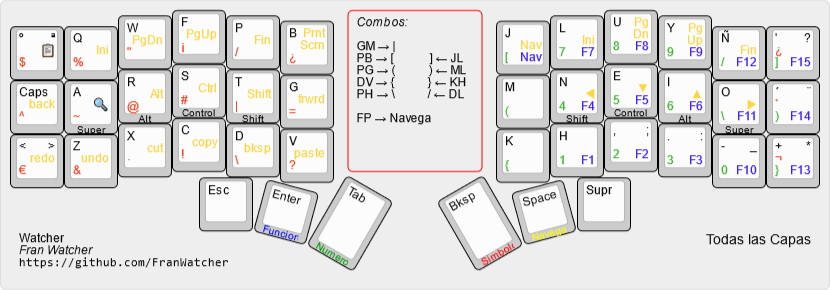 º ª
$
Q
Ini
%
W
PgDn
"
F
PgUp
¡
P
Fin
/
B
Prnt
Scrn
¿
Caps
back
^
A
~
Super
R
Alt
@
Alt
S
Ctrl
#
Control
T
Shift
|
Shift
G
frwrd
=
< >
redo
€
Z
undo
&
X
cut
.
C
copy
!
D
bksp
\
V
paste
?
Esc
Enter
Funcion
Tab
Numero
Combos:
GM → |
PB → [ ] ← JL
PG → ( ) ← ML
DV → { } ← KH
PH → ⟨ / ← DL
FP → Navega
J
Nav
[ Nav
L
Ini
7 F7
U
Pg
Dn
8 F8
Y
Pg
Up
9 F9
Ñ
Fin
/ F12
' ?
¿
] F15
M
(
N
◀
4 F4
Shift
E
▼
5 F5
Control
I
▲
6 F6
Alt
O
▶
\ F11
Super
´ ¨
) F14
K
{
H
1 F1
, ;
2 F2
. :
3 F3
- _
0 F10
+ *
¬
} F13
Bksp
Simbolr
Space
Supr
Watcher
Fran Watcher
https://github.com/FranWatcher
Todas las Capas